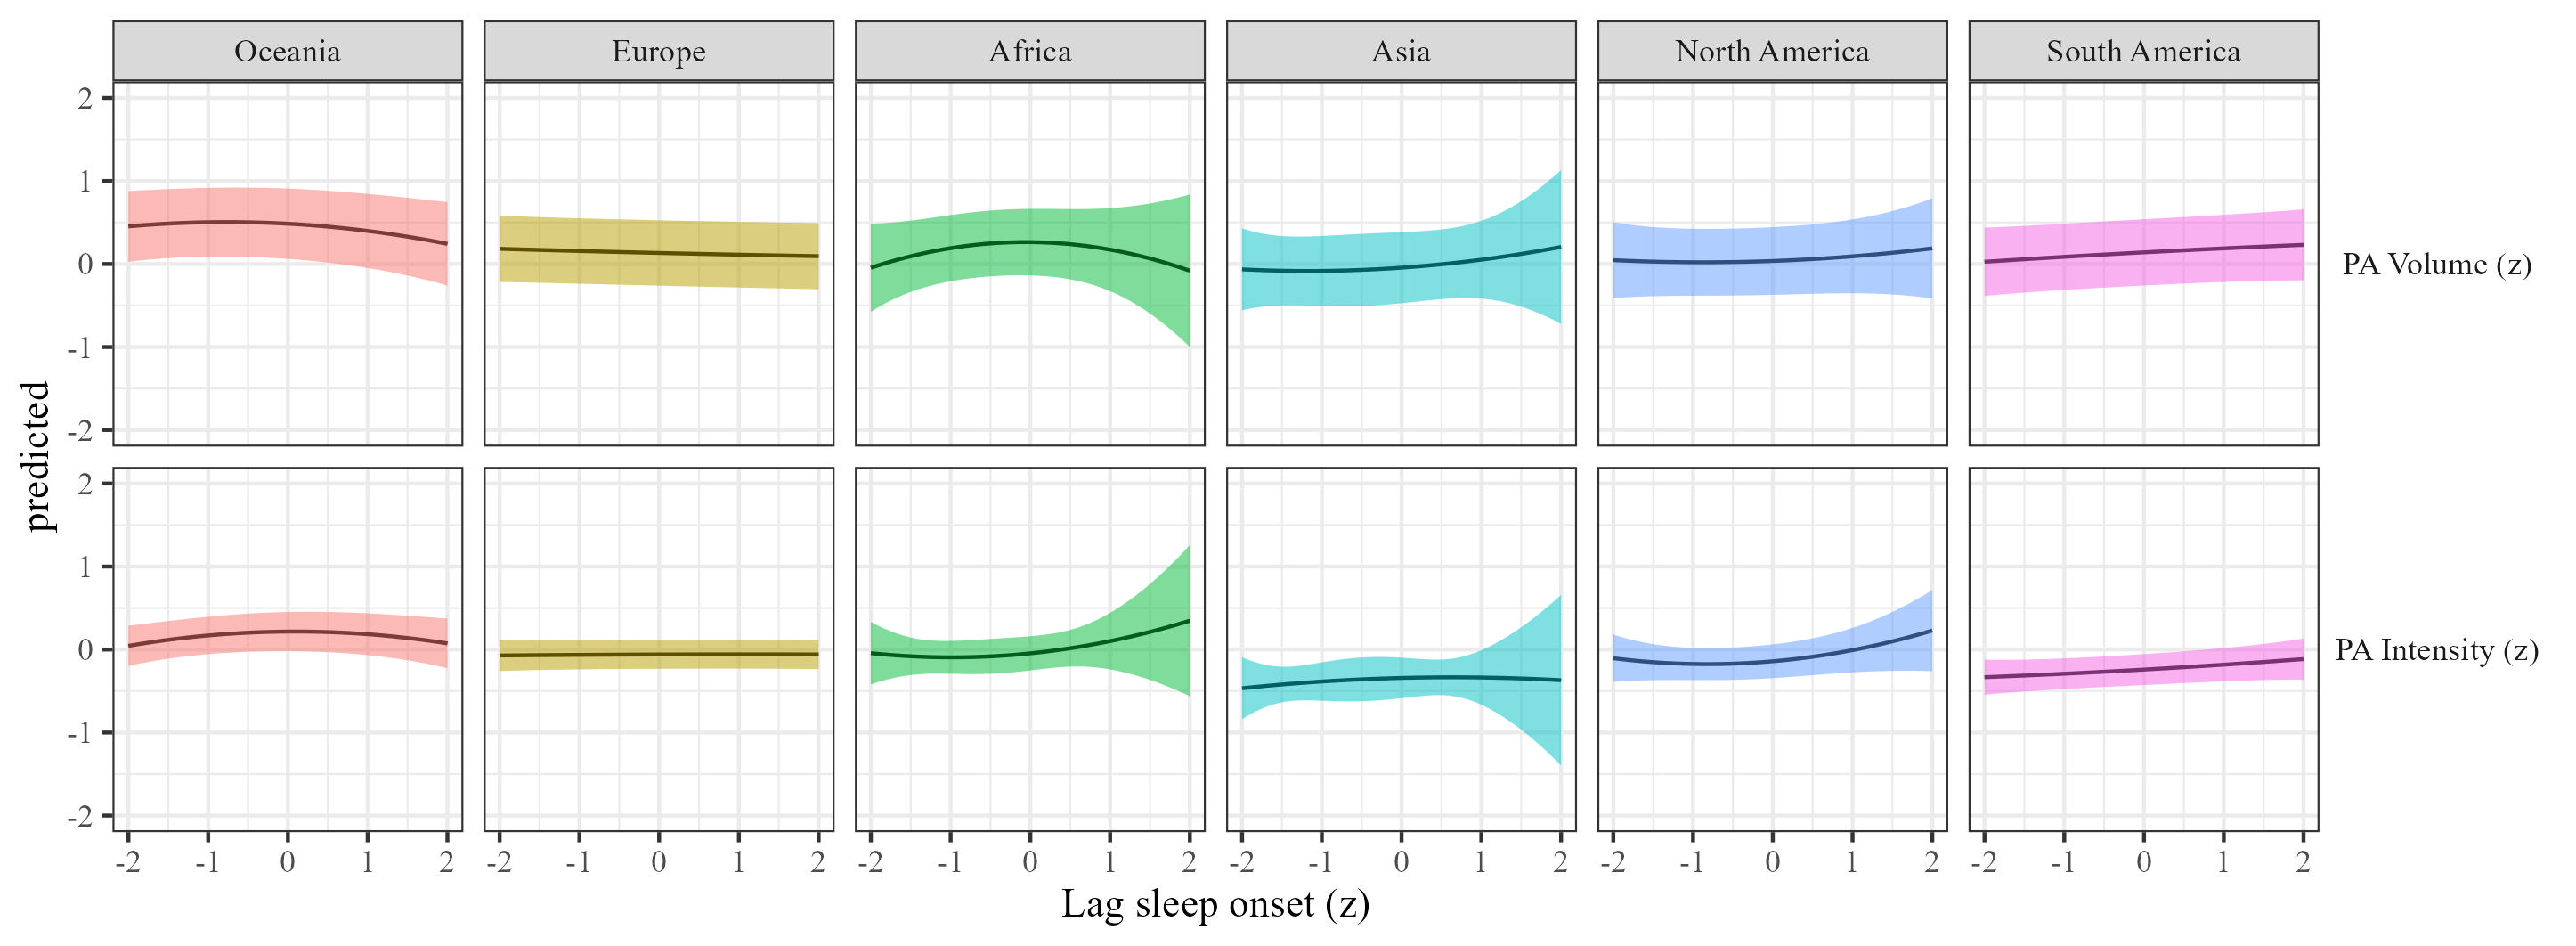 Oceania Europe Africa Asia North America South America
2
1
0
-1
-2
PA Volume (z)
predicted
2
1
0
-1
-2
PA Intensity (z)
-2 -1 0 1 2 -2 -1 0 1 2 -2 -1 0 1 2 -2 -1 0 1 2 -2 -1 0 1 2 -2 -1 0 1 2
Lag sleep onset (z)